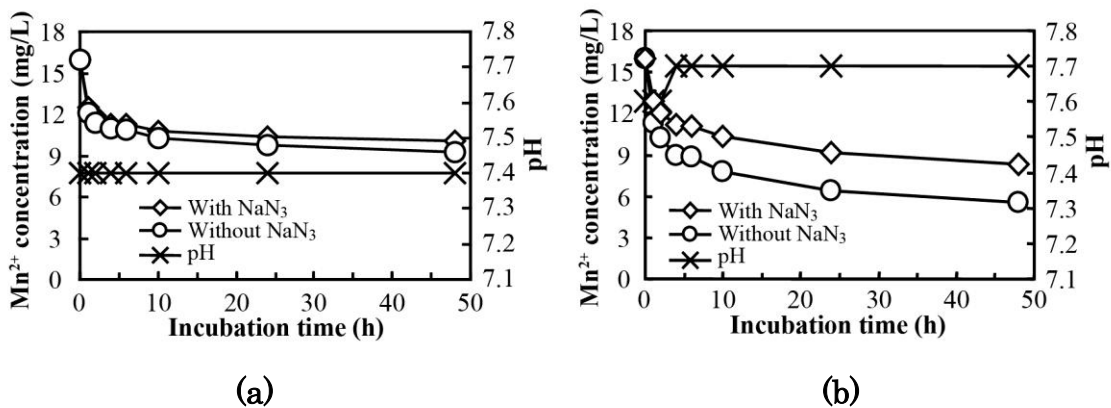 18
15
12
9
6
3
0
Mn²⁺ concentration (mg/L)
7.8
7.7
7.6
7.5
7.4
7.3
7.2
7.1
pH
With NaN₃
Without NaN₃
pH
0 10 20 30 40 50
Incubation time (h)
(a)
18
15
12
9
6
3
0
Mn²⁺ concentration (mg/L)
7.8
7.7
7.6
7.5
7.4
7.3
7.2
7.1
pH
With NaN₃
Without NaN₃
pH
0 10 20 30 40 50
Incubation time (h)
(b)